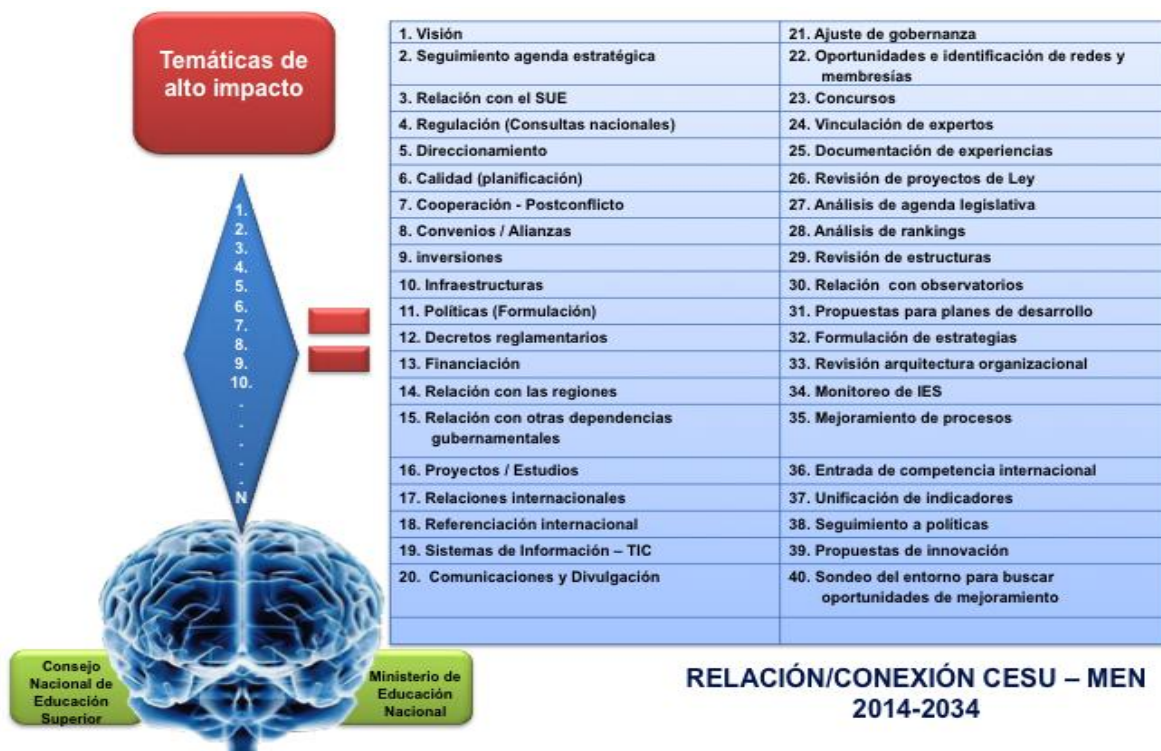 Temáticas de
alto impacto
1.
2.
3.
4.
5.
6.
7.
8.
9.
10.
.
.
.
.
.
N
Consejo
Nacional de
Educación
Superior
Ministerio de
Educación
Nacional
1. Visión
2. Seguimiento agenda estratégica
3. Relación con el SUE
4. Regulación (Consultas nacionales)
5. Direccionamiento
6. Calidad (planificación)
7. Cooperación - Postconflicto
8. Convenios / Alianzas
9. inversiones
10. Infraestructuras
11. Políticas (Formulación)
12. Decretos reglamentarios
13. Financiación
14. Relación con las regiones
15. Relación con otras dependencias
gubernamentales
16. Proyectos / Estudios
17. Relaciones internacionales
18. Referenciación internacional
19. Sistemas de Información – TIC
20. Comunicaciones y Divulgación
21. Ajuste de gobernanza
22. Oportunidades e identificación de redes y
membresías
23. Concursos
24. Vinculación de expertos
25. Documentación de experiencias
26. Revisión de proyectos de Ley
27. Análisis de agenda legislativa
28. Análisis de rankings
29. Revisión de estructuras
30. Relación con observatorios
31. Propuestas para planes de desarrollo
32. Formulación de estrategias
33. Revisión arquitectura organizacional
34. Monitoreo de IES
35. Mejoramiento de procesos
36. Entrada de competencia internacional
37. Unificación de indicadores
38. Seguimiento a políticas
39. Propuestas de innovación
40. Sondeo del entorno para buscar
oportunidades de mejoramiento
RELACIÓN/CONEXIÓN CESU – MEN
2014-2034